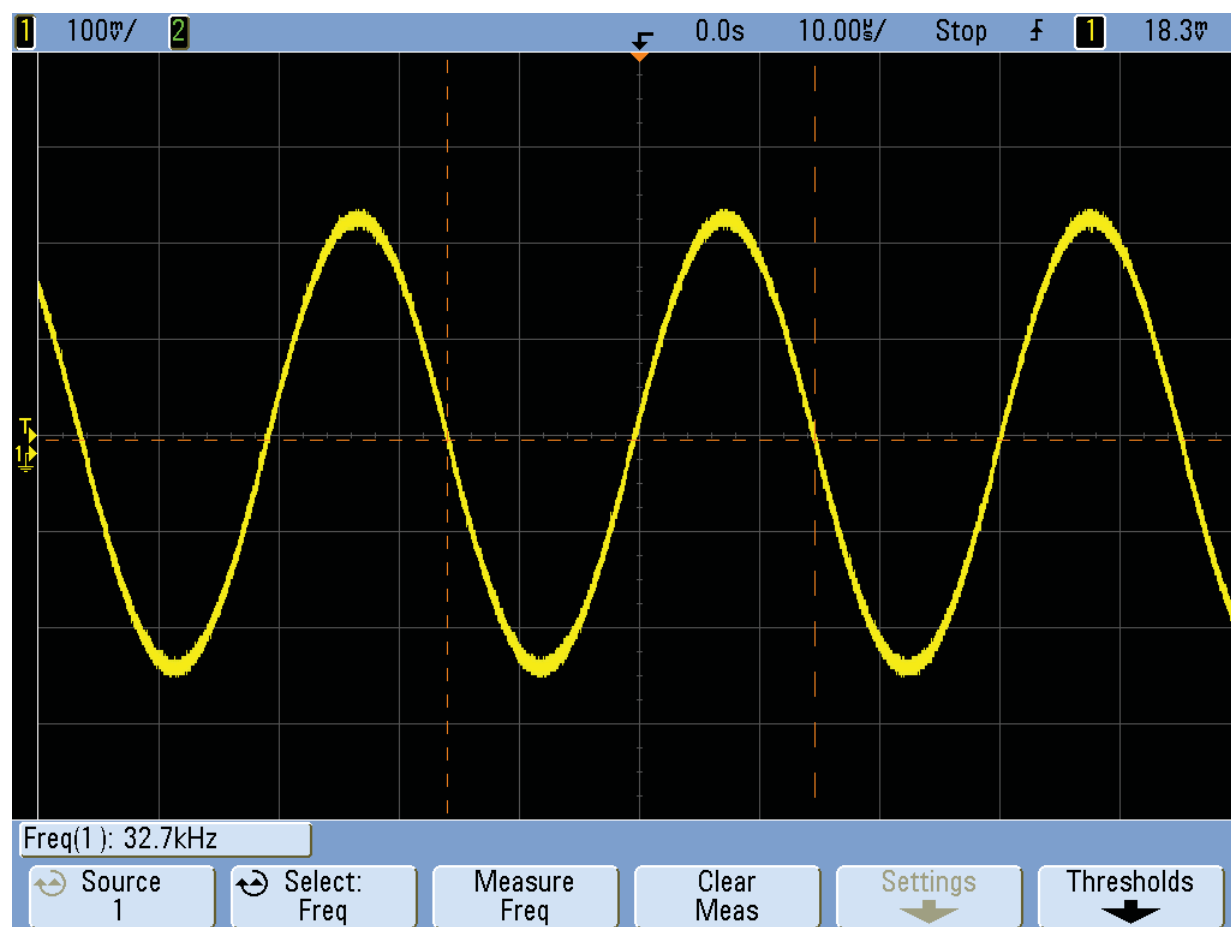 1 100mV/ 2 0.0s 10.00µs/ Stop 1 18.3mV
T
1
Freq(1): 32.7kHz
Source Select: Measure Clear Settings Thresholds
1 Freq Freq Meas